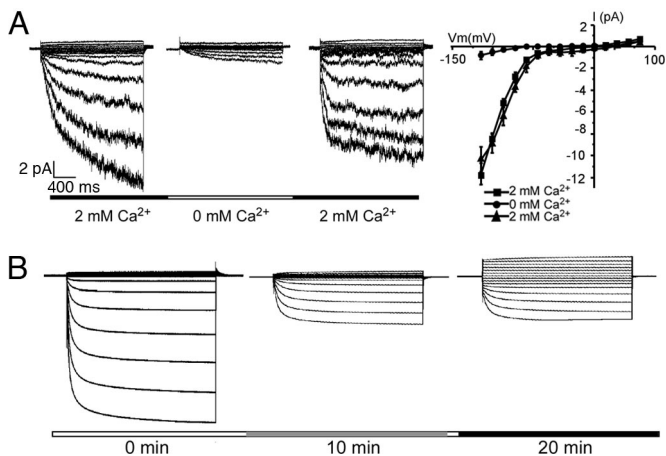 A
2 pA
400 ms
2 mM Ca²⁺
0 mM Ca²⁺
2 mM Ca²⁺
I (pA)
Vm(mV)
-150
100
2
-2
-4
-6
-8
-10
-12
2 mM Ca²⁺
0 mM Ca²⁺
2 mM Ca²⁺
B
0 min
10 min
20 min